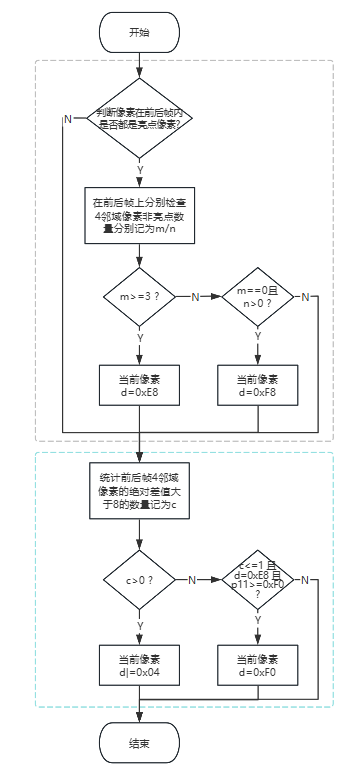 开始
判断像素在前后帧内
是否都是亮点像素?
N
Y
在前后帧上分别检查
4邻域像素非亮点数
量分别记为m/n
m>=3 ?
N
m==0且
n>0 ?
N
Y
Y
当前像素
d=0xE8
当前像素
d=0xF8
统计前后帧4邻域
像素的绝对差值大
于8的数量记为c
c>0 ?
N
c<=1 且
d=0xE8 且
p11>=0xF0
?
N
Y
Y
当前像素
d|=0x04
当前像素
d=0xF0
结束